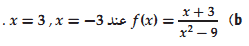 (b f(x) = \frac{x + 3}{x^2 - 9} عند x = 3 , x = -3 .